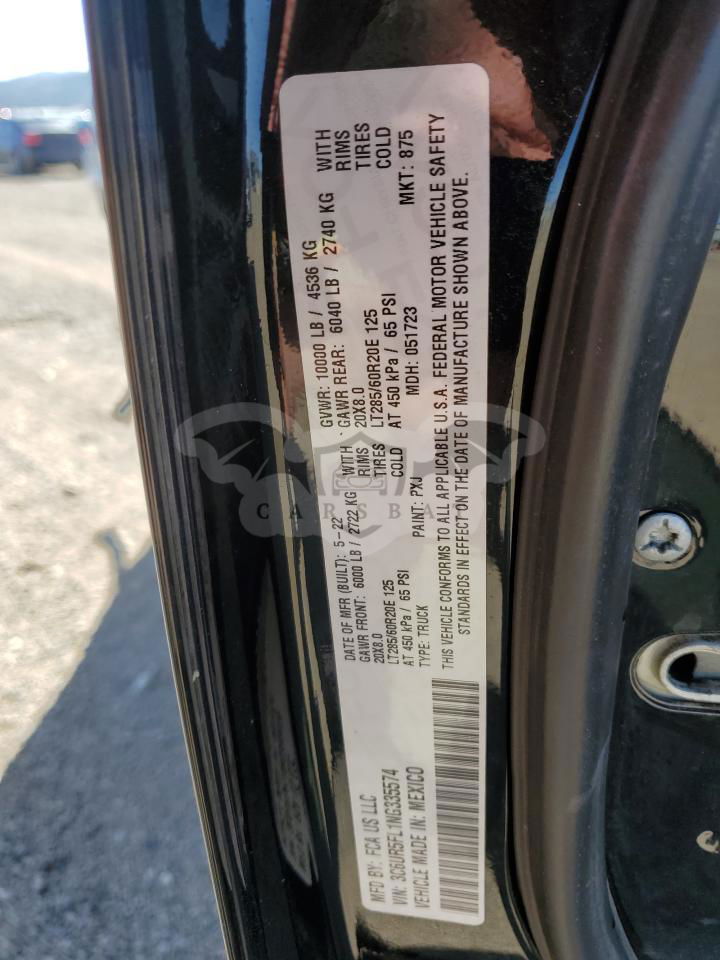 MFD BY: FCA US LLC
DATE OF MFR (BUILT): 5-22
GVWR: 10000 LB / 4536 KG
GAWR FRONT: 6000 LB / 2722 KG WITH
20X8.0 RIMS
LT285/60R20E 125 TIRES
AT 450 kPa / 65 PSI COLD
GAWR REAR: 6040 LB / 2740 KG WITH
20X8.0 RIMS
LT285/60R20E 125 TIRES
AT 450 kPa / 65 PSI COLD
VIN: 3C6UR5FL1NG335574
TYPE: TRUCK
PAINT: PXJ
MDH: 051723
MKT: 875
VEHICLE MADE IN: MEXICO
THIS VEHICLE CONFORMS TO ALL APPLICABLE U.S.A. FEDERAL MOTOR VEHICLE SAFETY
STANDARDS IN EFFECT ON THE DATE OF MANUFACTURE SHOWN ABOVE.